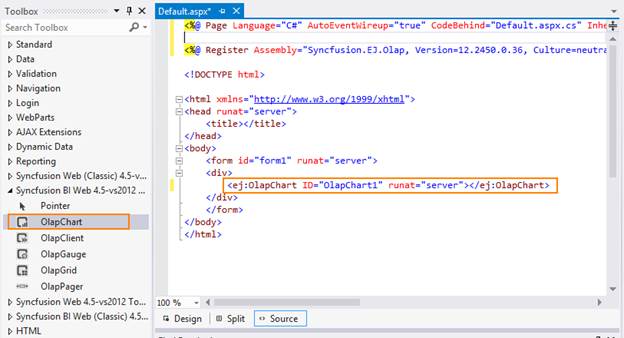 Toolbox
Search Toolbox
Standard
Data
Validation
Navigation
Login
WebParts
AJAX Extensions
Dynamic Data
Reporting
Syncfusion Web (Classic) 4.5-vs2...
Syncfusion BI Web 4.5-vs2012 ...
Pointer
OlapChart
OlapClient
OlapGauge
OlapGrid
OlapPager
Syncfusion Web 4.5-vs2012 To...
Syncfusion BI Web (Classic) 4.5...
HTML
Default.aspx*
<%@ Page Language="C#" AutoEventWireup="true" CodeBehind="Default.aspx.cs" Inhe
<%@ Register Assembly="Syncfusion.EJ.Olap, Version=12.2450.0.36, Culture=neutra
<!DOCTYPE html>
<html xmlns="http://www.w3.org/1999/xhtml">
<head runat="server">
<title></title>
</head>
<body>
<form id="form1" runat="server">
<div>
<ej:OlapChart ID="OlapChart1" runat="server"></ej:OlapChart>
</div>
</form>
</body>
</html>
100 %
Design
Split
Source